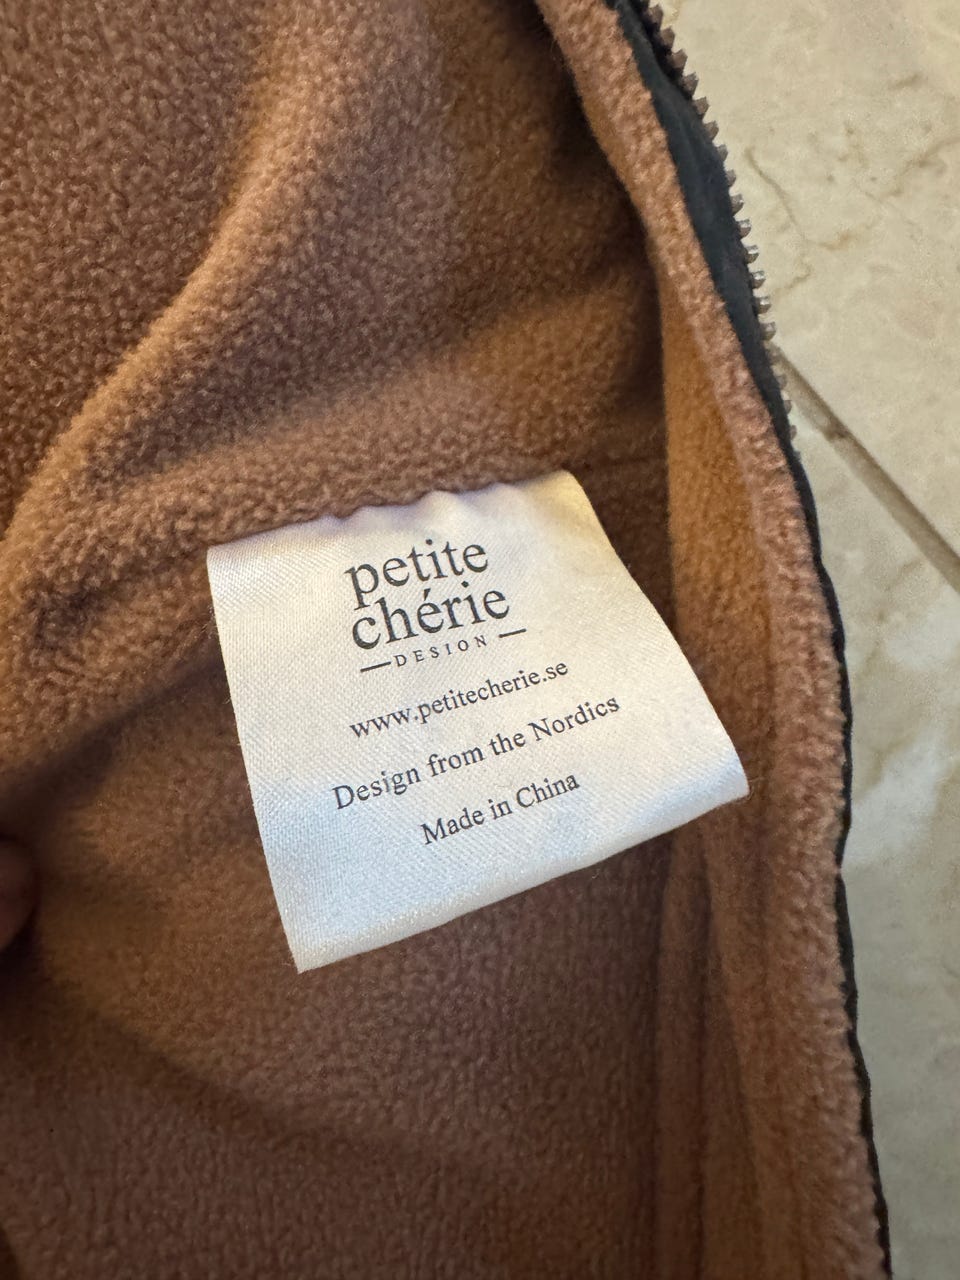 petite
chérie
DESIGN
www.petitecherie.se
Design from the Nordics
Made in China